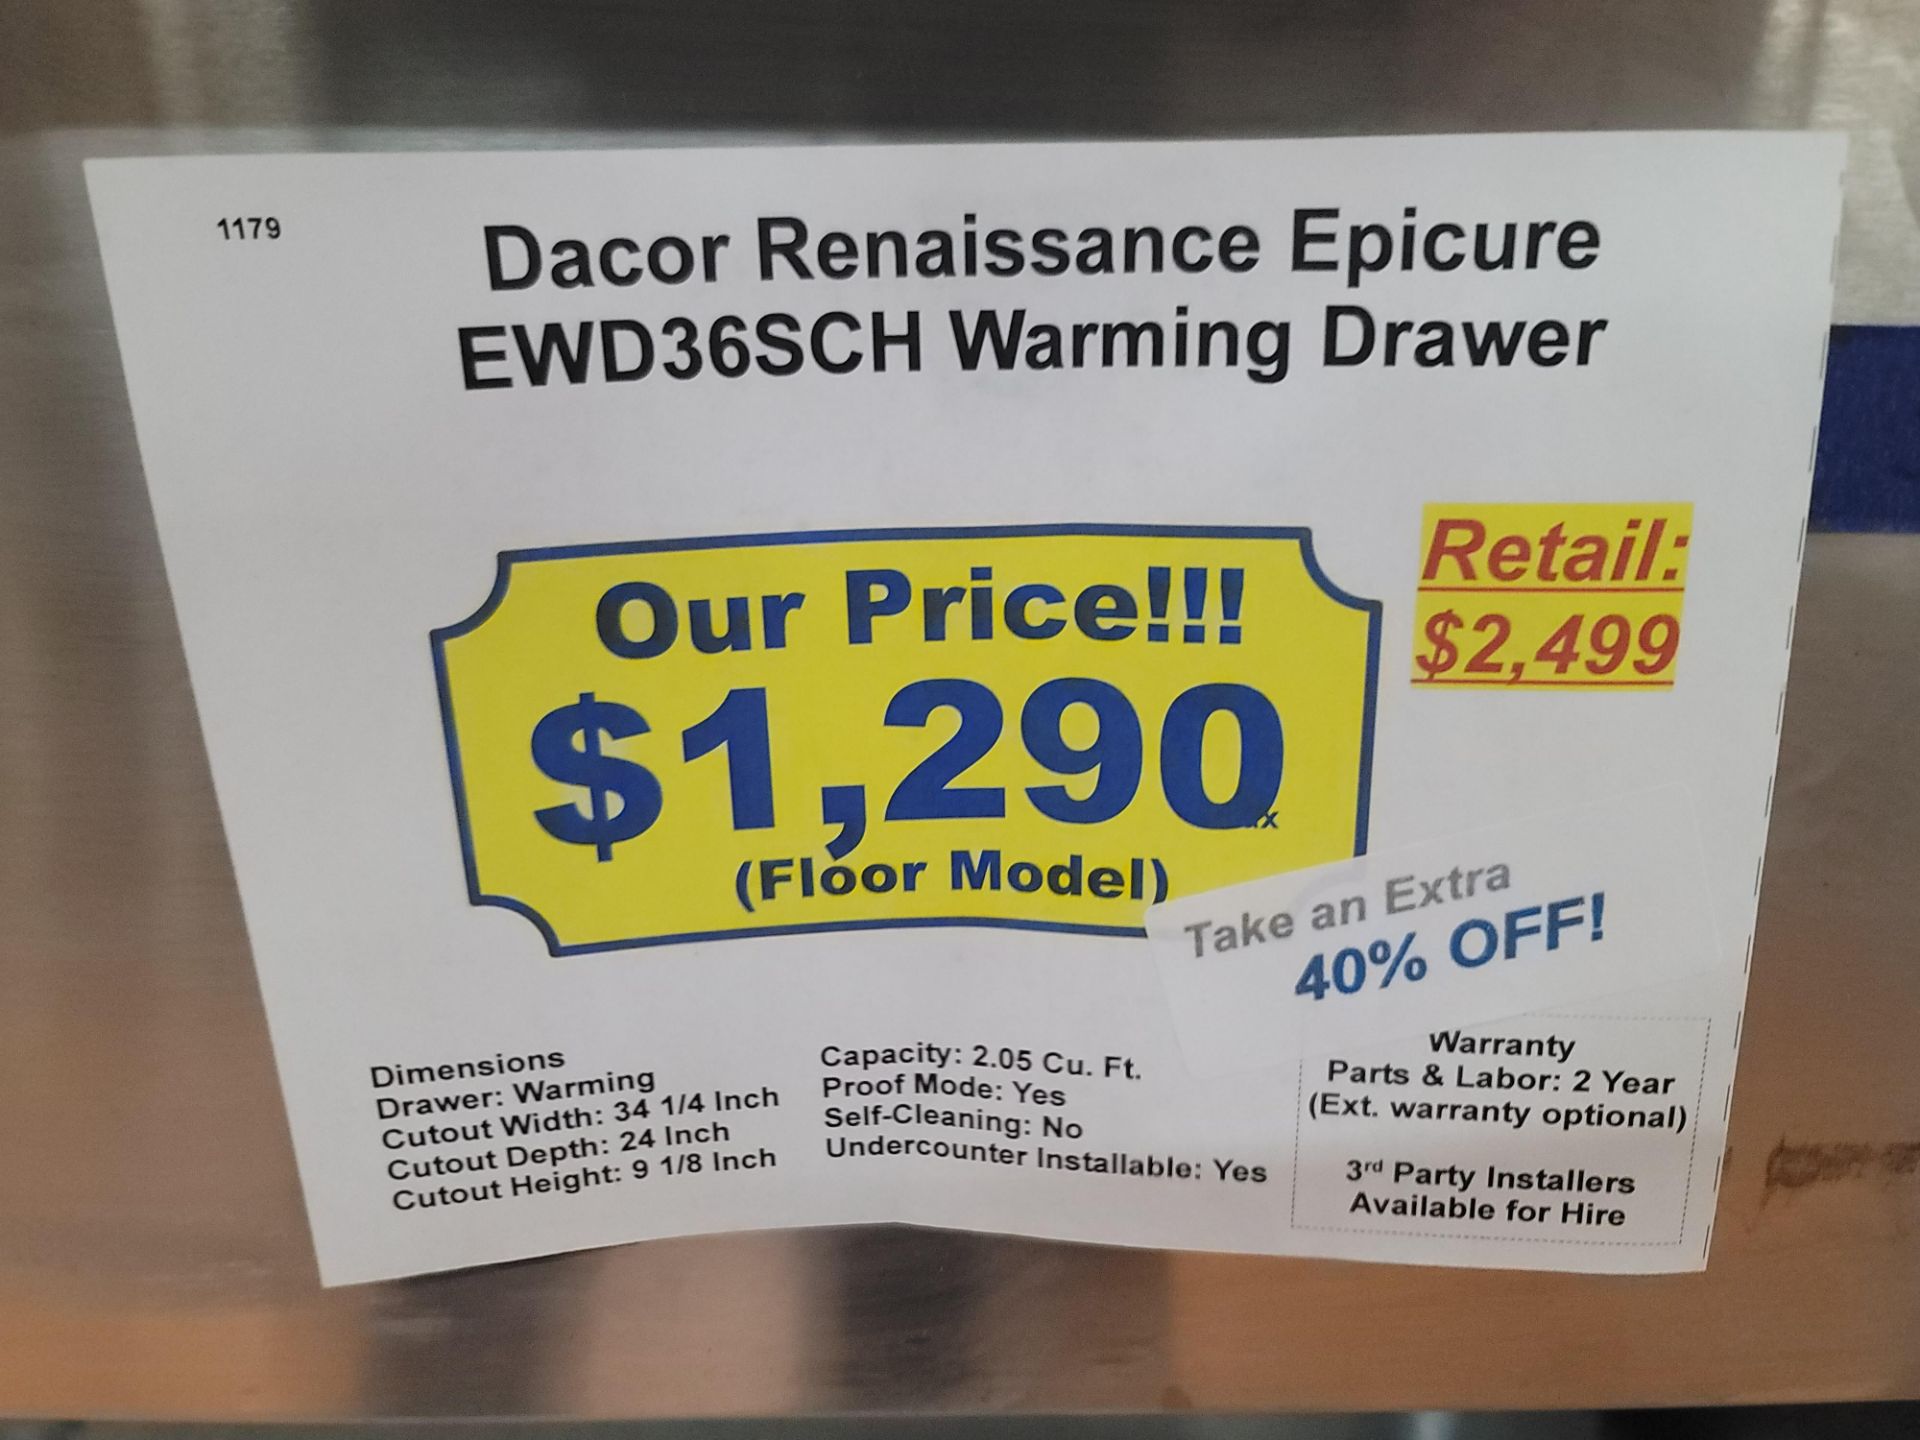 1179
Dacor Renaissance Epicure
EWD36SCH Warming Drawer
Our Price!!!
$1,290
(Floor Model)
Retail:
$2,499
Take an Extra
40% OFF!
Dimensions
Drawer: Warming
Cutout Width: 34 1/4 Inch
Cutout Depth: 24 Inch
Cutout Height: 9 1/8 Inch
Capacity: 2.05 Cu. Ft.
Proof Mode: Yes
Self-Cleaning: No
Undercounter Installable: Yes
Warranty
Parts & Labor: 2 Year
(Ext. warranty optional)
3rd Party Installers
Available for Hire